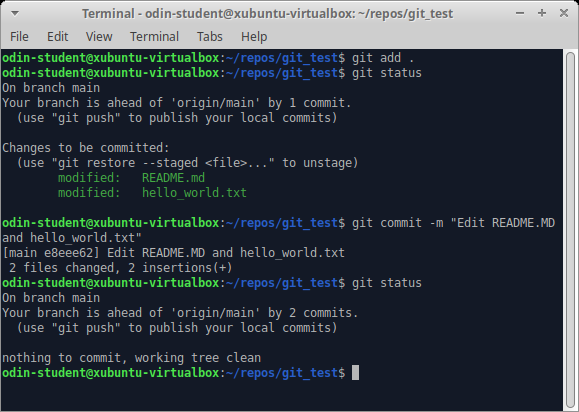 Terminal - odin-student@xubuntu-virtualbox: ~/repos/git_test
File Edit View Terminal Tabs Help
odin-student@xubuntu-virtualbox:~/repos/git_test$ git add .
odin-student@xubuntu-virtualbox:~/repos/git_test$ git status
On branch main
Your branch is ahead of 'origin/main' by 1 commit.
  (use "git push" to publish your local commits)

Changes to be committed:
  (use "git restore --staged <file>..." to unstage)
        modified:   README.md
        modified:   hello_world.txt

odin-student@xubuntu-virtualbox:~/repos/git_test$ git commit -m "Edit README.MD
and hello_world.txt"
[main e8eee62] Edit README.MD and hello_world.txt
 2 files changed, 2 insertions(+)
odin-student@xubuntu-virtualbox:~/repos/git_test$ git status
On branch main
Your branch is ahead of 'origin/main' by 2 commits.
  (use "git push" to publish your local commits)

nothing to commit, working tree clean
odin-student@xubuntu-virtualbox:~/repos/git_test$